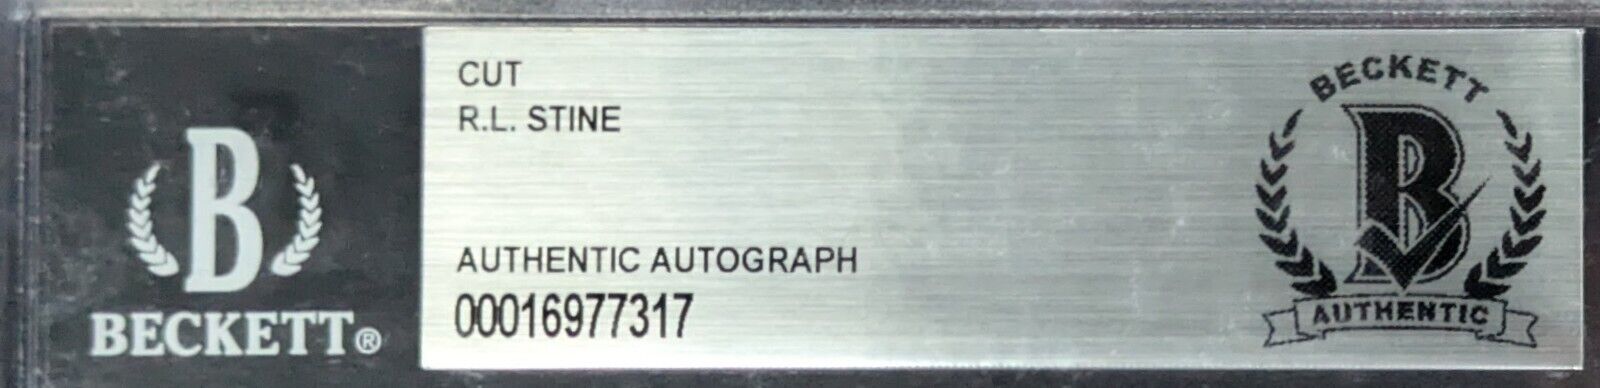 B
BECKETT®
CUT
R.L. STINE
AUTHENTIC AUTOGRAPH
00016977317
BECKETT
B
AUTHENTIC